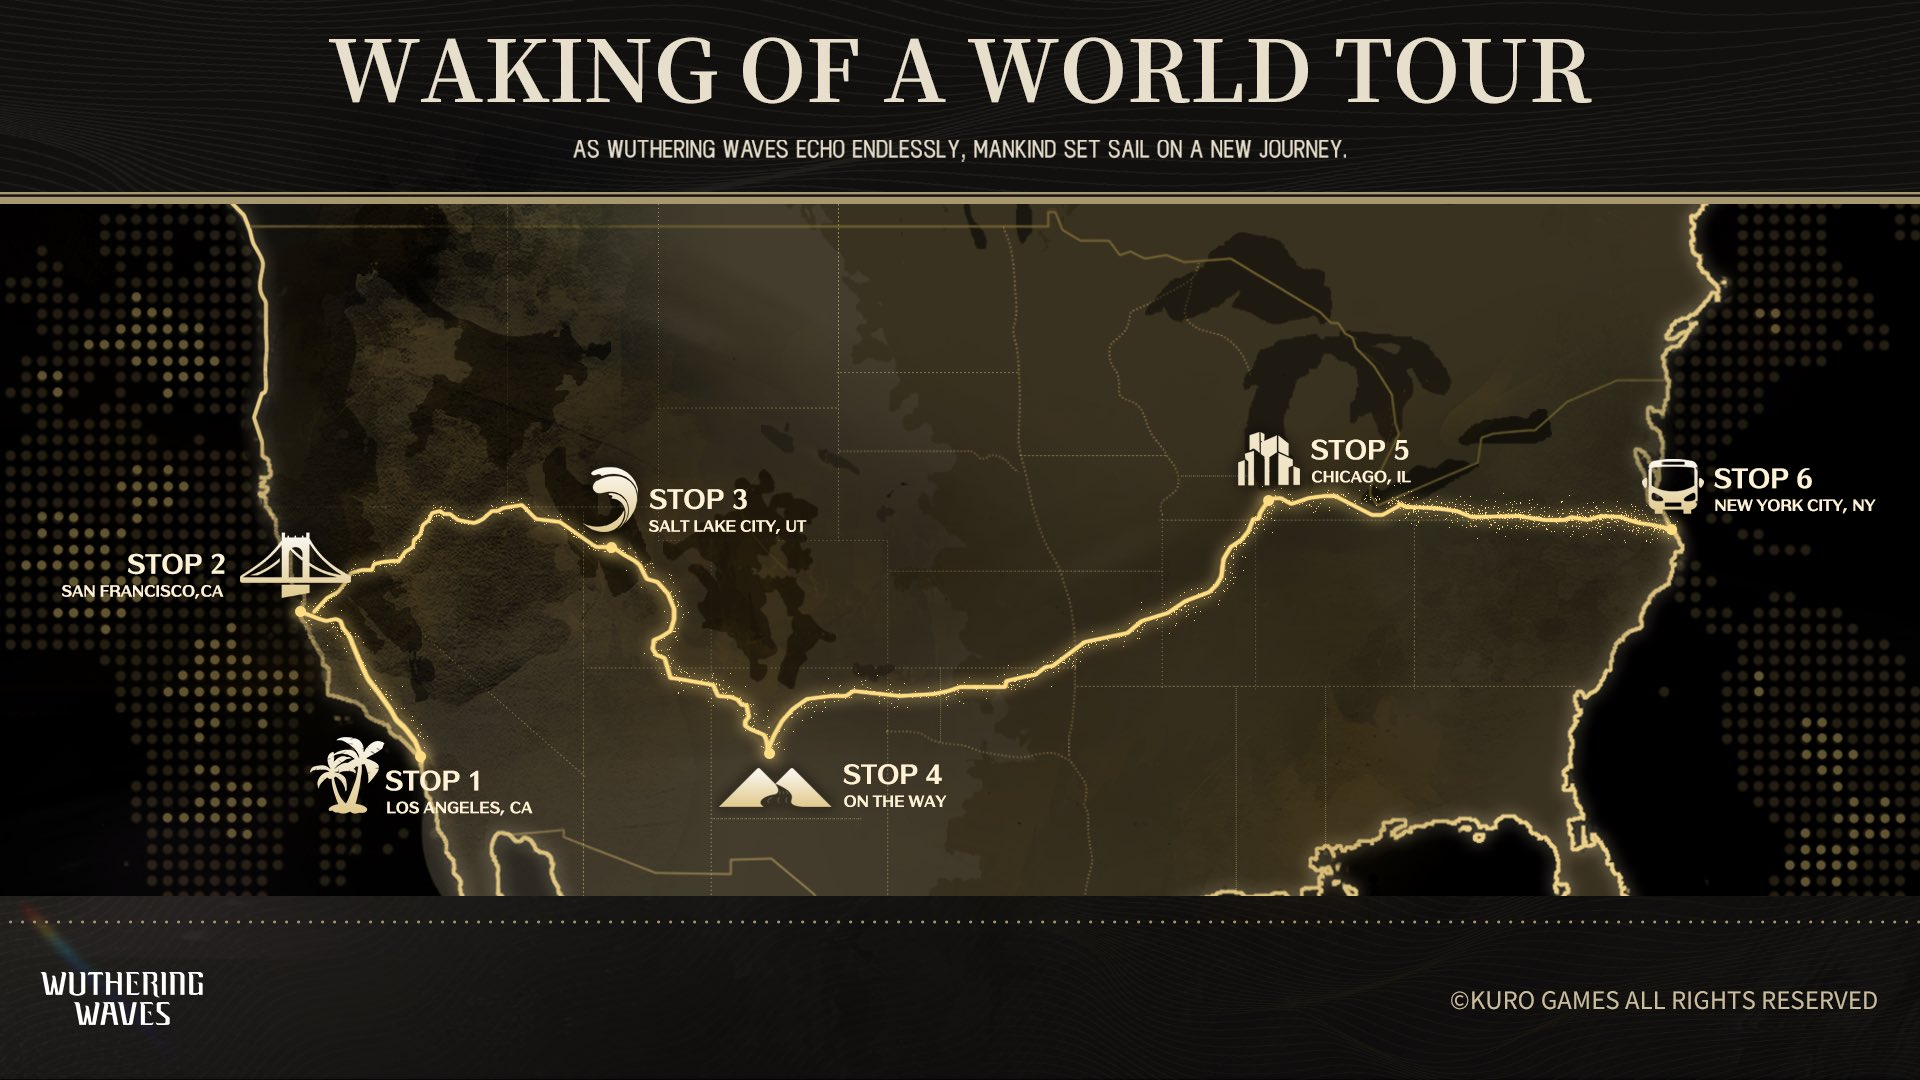 WAKING OF A WORLD TOUR
AS WUTHERING WAVES ECHO ENDLESSLY, MANKIND SET SAIL ON A NEW JOURNEY.
STOP 5
CHICAGO, IL
STOP 6
NEW YORK CITY, NY
STOP 3
SALT LAKE CITY, UT
STOP 2
SAN FRANCISCO,CA
STOP 4
ON THE WAY
STOP 1
LOS ANGELES, CA
WUTHERING
WAVES
©KURO GAMES ALL RIGHTS RESERVED